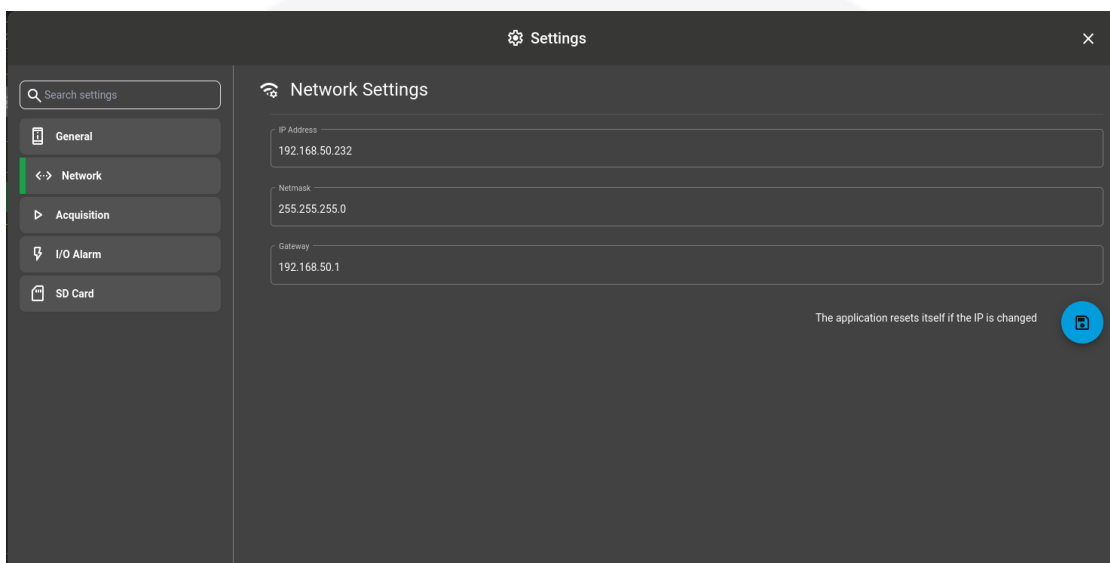 Settings
Search settings
General
Network
Acquisition
I/O Alarm
SD Card
Network Settings
IP Address
192.168.50.232
Netmask
255.255.255.0
Gateway
192.168.50.1
The application resets itself if the IP is changed